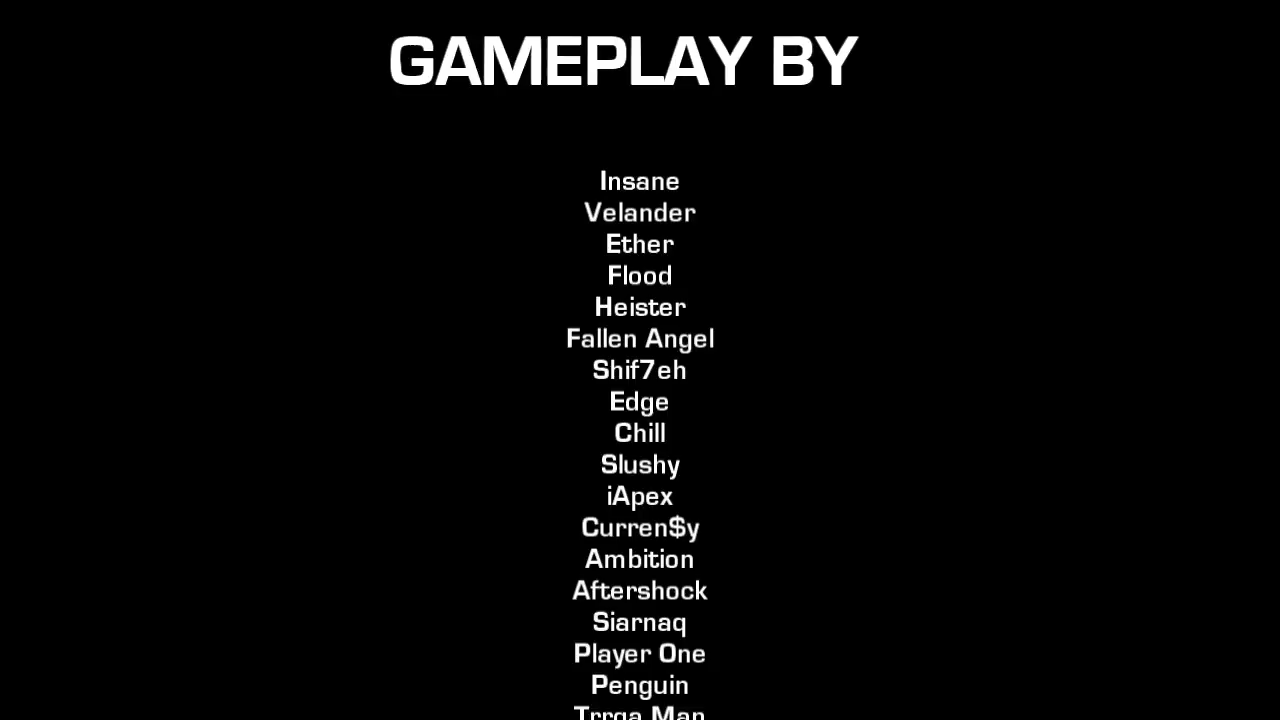 GAMEPLAY BY
Insane
Velander
Ether
Flood
Heister
Fallen Angel
Shif7eh
Edge
Chill
Slushy
iApex
Curren$y
Ambition
Aftershock
Siarnaq
Player One
Penguin
Man